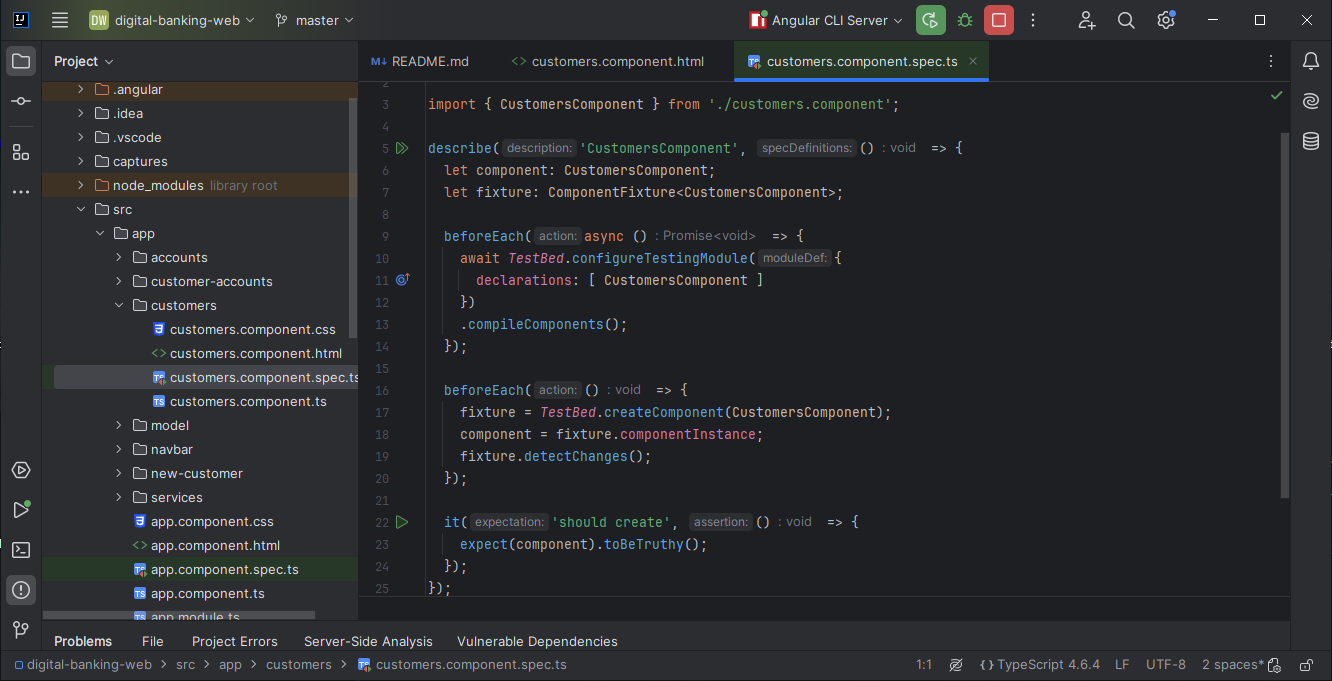 DW digital-banking-web master Angular CLI Server
Project
.angular
.idea
.vscode
captures
node_modules library root
src
app
accounts
customer-accounts
customers
customers.component.css
customers.component.html
customers.component.spec.ts
customers.component.ts
model
navbar
new-customer
services
app.component.css
app.component.html
app.component.spec.ts
app.component.ts
app.module.ts
README.md customers.component.html customers.component.spec.ts
2
3 import { CustomersComponent } from './customers.component';
4
5 describe( description: 'CustomersComponent', specDefinitions: () : void => {
6 let component: CustomersComponent;
7 let fixture: ComponentFixture<CustomersComponent>;
8
9 beforeEach( action: async () : Promise<void> => {
10 await TestBed.configureTestingModule( moduleDef: {
11 declarations: [ CustomersComponent ]
12 })
13 .compileComponents();
14 });
15
16 beforeEach( action: () : void => {
17 fixture = TestBed.createComponent(CustomersComponent);
18 component = fixture.componentInstance;
19 fixture.detectChanges();
20 });
21
22 it( expectation: 'should create', assertion: () : void => {
23 expect(component).toBeTruthy();
24 });
25 });
Problems File Project Errors Server-Side Analysis Vulnerable Dependencies
digital-banking-web > src > app > customers > customers.component.spec.ts 1:1 {} TypeScript 4.6.4 LF UTF-8 2 spaces*